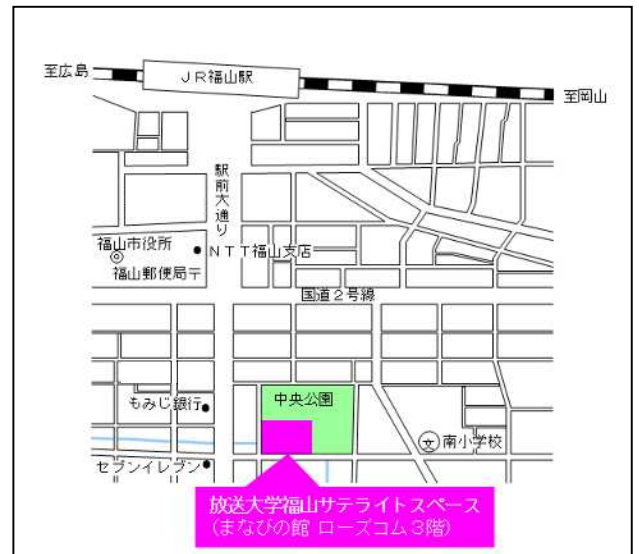 至広島
JR福山駅
至岡山
駅前大通り
福山市役所
NTT福山支店
福山郵便局〒
国道2号線
もみじ銀行
中央公園
文
南小学校
セブンイレブン
放送大学福山サテライトスペース
(まなびの館 ローズコム3階)